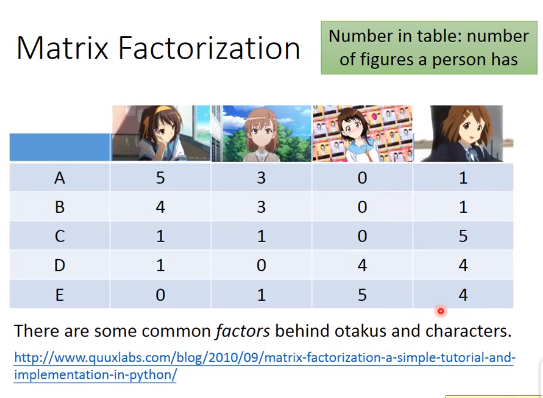 Matrix Factorization
Number in table: number
of figures a person has
A 5 3 0 1
B 4 3 0 1
C 1 1 0 5
D 1 0 4 4
E 0 1 5 4
There are some common factors behind otakus and characters.
http://www.quuxlabs.com/blog/2010/09/matrix-factorization-a-simple-tutorial-and-
implementation-in-python/